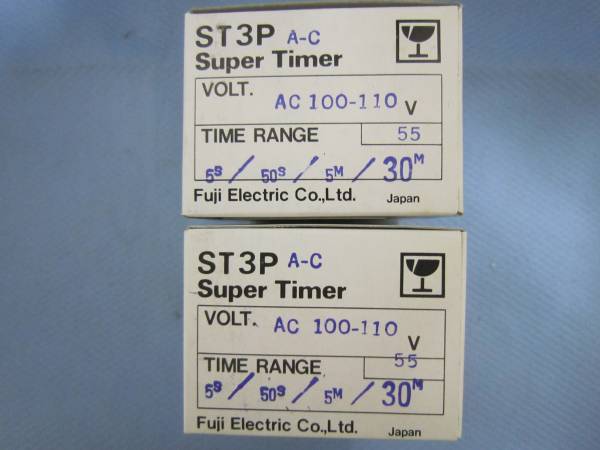 ST3P A-C
Super Timer
VOLT.
AC 100-110 V
TIME RANGE 55
5S / 50S / 5M / 30M
Fuji Electric Co.,Ltd. Japan
ST3P A-C
Super Timer
VOLT. AC 100-110
V
TIME RANGE 55
5S / 50S / 5M / 30M
Fuji Electric Co.,Ltd. Japan